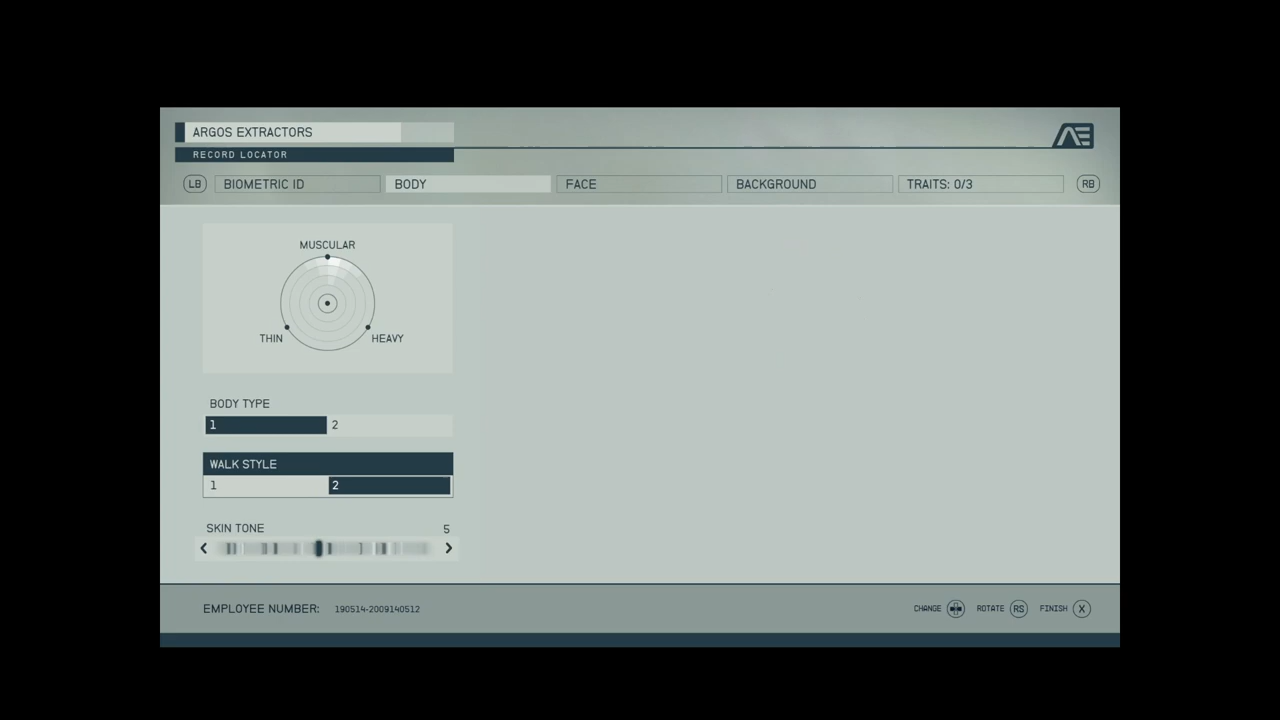 ARGOS EXTRACTORS
RECORD LOCATOR
LB BIOMETRIC ID BODY FACE BACKGROUND TRAITS: 0/3 RB
MUSCULAR
THIN HEAVY
BODY TYPE
1 2
WALK STYLE
1 2
SKIN TONE 5
EMPLOYEE NUMBER: 190514-2009140512 CHANGE ROTATE RS FINISH X